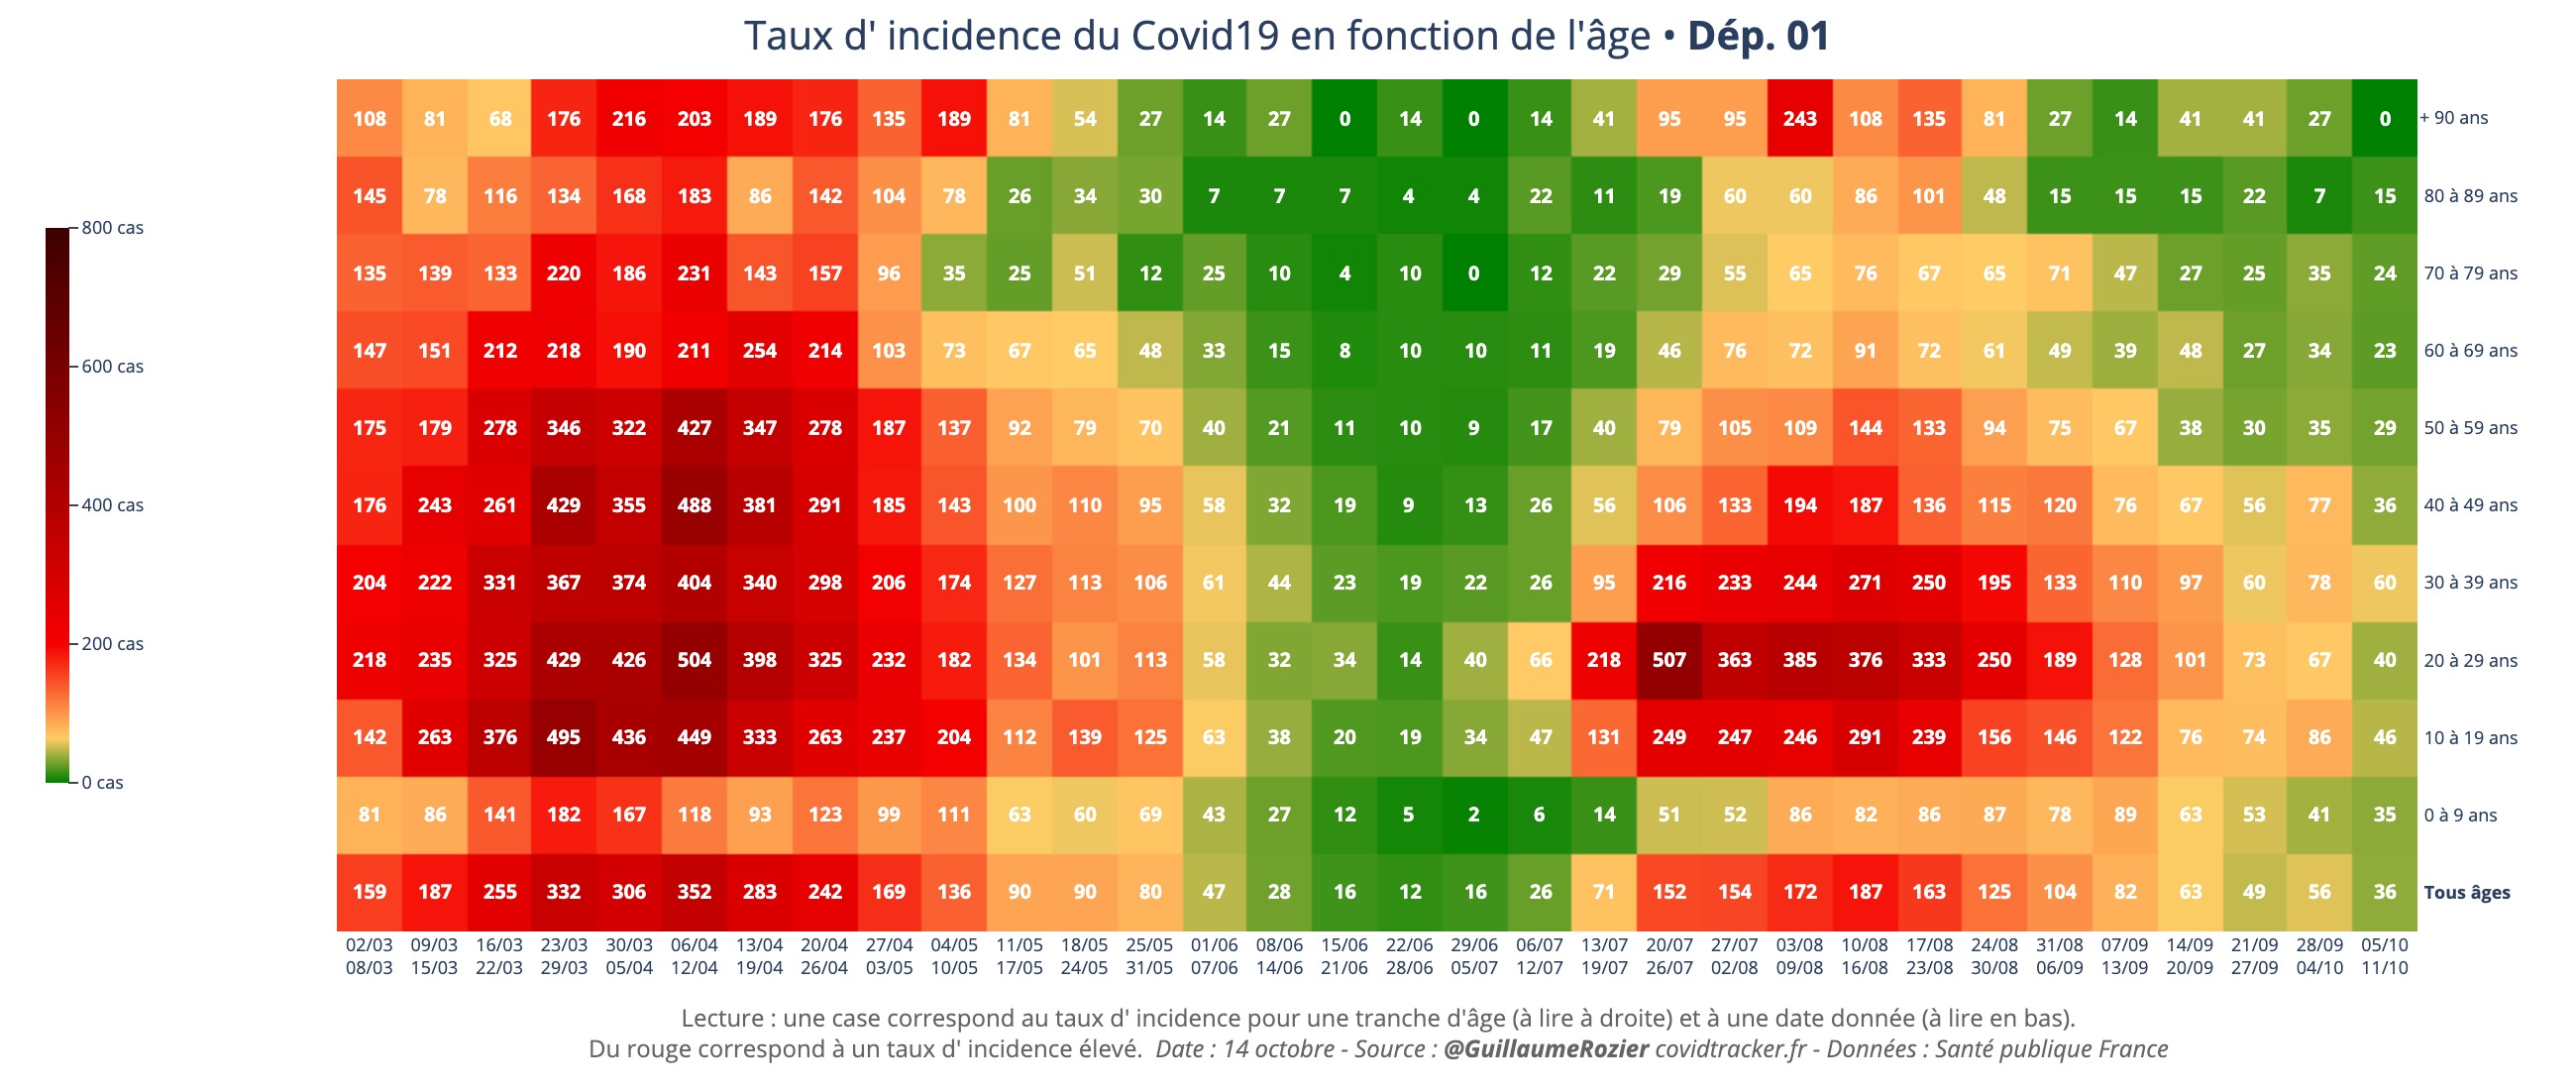 Taux d' incidence du Covid19 en fonction de l'âge • Dép. 01
108 81 68 176 216 203 189 176 135 189 81 54 27 14 27 0 14 0 14 41 95 95 243 108 135 81 27 14 41 41 27 0 + 90 ans
145 78 116 134 168 183 86 142 104 78 26 34 30 7 7 7 4 4 22 11 19 60 60 86 101 48 15 15 15 22 7 15 80 à 89 ans
800 cas
135 139 133 220 186 231 143 157 96 35 25 51 12 25 10 4 10 0 12 22 29 55 65 76 67 65 71 47 27 25 35 24 70 à 79 ans
147 151 212 218 190 211 254 214 103 73 67 65 48 33 15 8 10 10 11 19 46 76 72 91 72 61 49 39 48 27 34 23 60 à 69 ans
600 cas
175 179 278 346 322 427 347 278 187 137 92 79 70 40 21 11 10 9 17 40 79 105 109 144 133 94 75 67 38 30 35 29 50 à 59 ans
400 cas
176 243 261 429 355 488 381 291 185 143 100 110 95 58 32 19 9 13 26 56 106 133 194 187 136 115 120 76 67 56 77 36 40 à 49 ans
204 222 331 367 374 404 340 298 206 174 127 113 106 61 44 23 19 22 26 95 216 233 244 271 250 195 133 110 97 60 78 60 30 à 39 ans
200 cas
218 235 325 429 426 504 398 325 232 182 134 101 113 58 32 34 14 40 66 218 507 363 385 376 333 250 189 128 101 73 67 40 20 à 29 ans
142 263 376 495 436 449 333 263 237 204 112 139 125 63 38 20 19 34 47 131 249 247 246 291 239 156 146 122 76 74 86 46 10 à 19 ans
0 cas
81 86 141 182 167 118 93 123 99 111 63 60 69 43 27 12 5 2 6 14 51 52 86 82 86 87 78 89 63 53 41 35 0 à 9 ans
159 187 255 332 306 352 283 242 169 136 90 90 80 47 28 16 12 16 26 71 152 154 172 187 163 125 104 82 63 49 56 36 Tous âges
02/03 09/03 16/03 23/03 30/03 06/04 13/04 20/04 27/04 04/05 11/05 18/05 25/05 01/06 08/06 15/06 22/06 29/06 06/07 13/07 20/07 27/07 03/08 10/08 17/08 24/08 31/08 07/09 14/09 21/09 28/09 05/10
08/03 15/03 22/03 29/03 05/04 12/04 19/04 26/04 03/05 10/05 17/05 24/05 31/05 07/06 14/06 21/06 28/06 05/07 12/07 19/07 26/07 02/08 09/08 16/08 23/08 30/08 06/09 13/09 20/09 27/09 04/10 11/10
Lecture : une case correspond au taux d' incidence pour une tranche d'âge (à lire à droite) et à une date donnée (à lire en bas).
Du rouge correspond à un taux d' incidence élevé. Date : 14 octobre - Source : @GuillaumeRozier covidtracker.fr - Données : Santé publique France